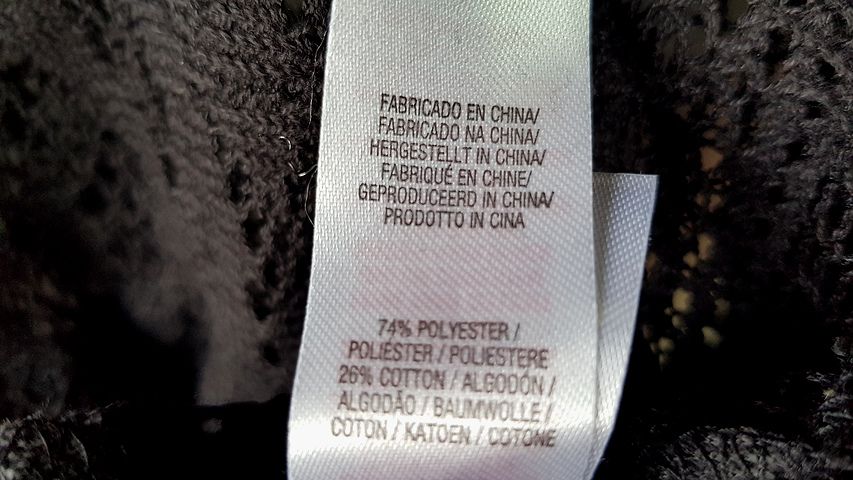 FABRICADO EN CHINA/
FABRICADO NA CHINA/
HERGESTELLT IN CHINA/
FABRIQUÉ EN CHINE/
GEPRODUCEERD IN CHINA/
PRODOTTO IN CINA
74% POLYESTER /
POLIÉSTER / POLIESTERE
26% COTTON / ALGODÓN /
ALGODÃO / BAUMWOLLE /
COTON / KATOEN / COTONE